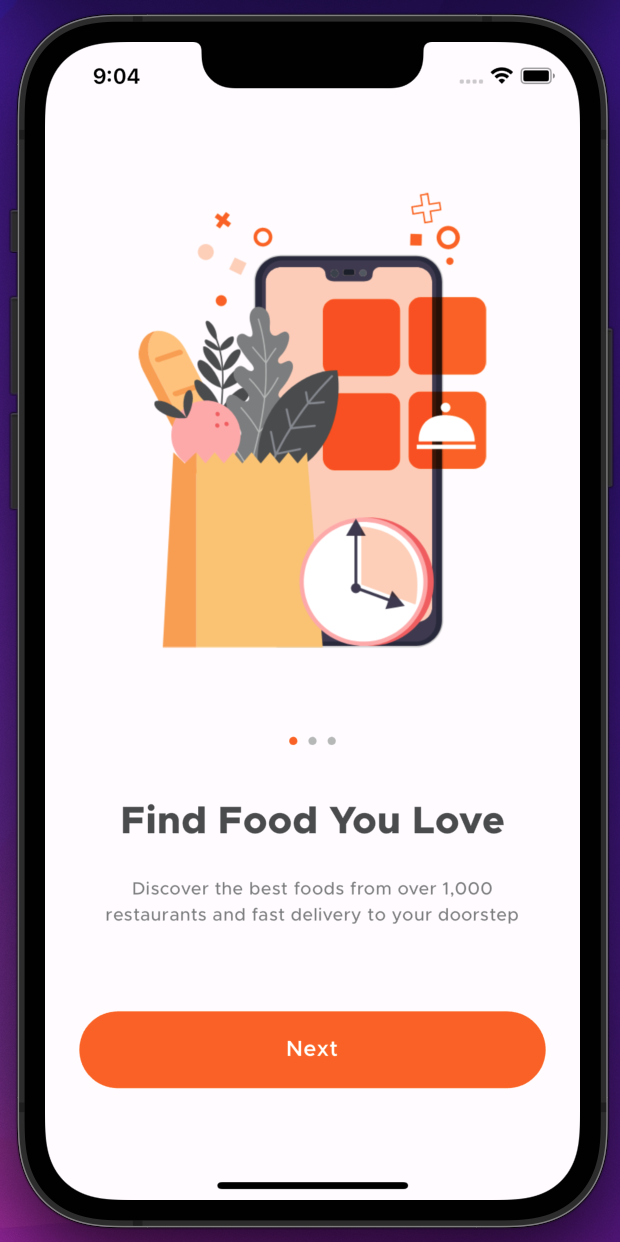 9:04
Find Food You Love
Discover the best foods from over 1,000
restaurants and fast delivery to your doorstep
Next